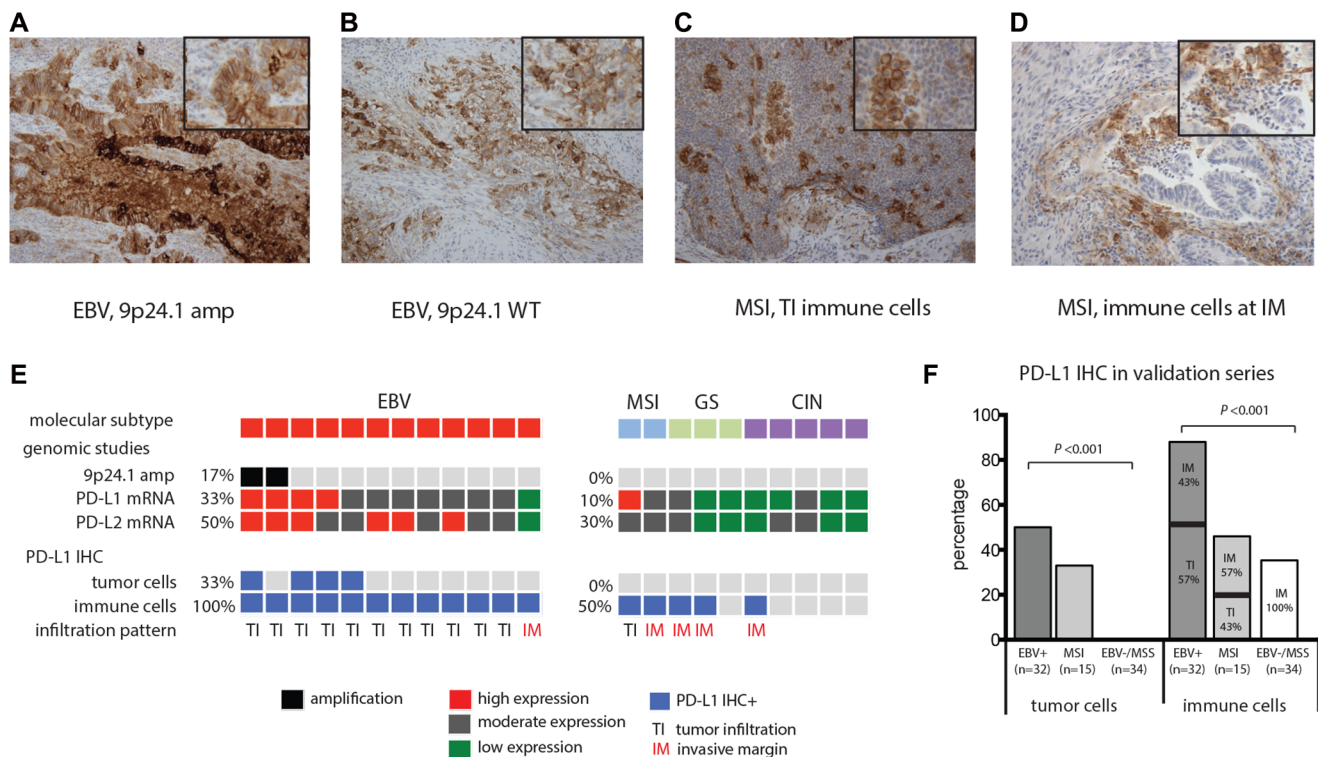 A
B
C
D
EBV, 9p24.1 amp
EBV, 9p24.1 WT
MSI, TI immune cells
MSI, immune cells at IM
E
EBV
MSI GS CIN
molecular subtype
genomic studies
9p24.1 amp 17% 0%
PD-L1 mRNA 33% 10%
PD-L2 mRNA 50% 30%
PD-L1 IHC
tumor cells 33% 0%
immune cells 100% 50%
infiltration pattern TI TI TI TI TI TI TI TI TI TI TI IM TI IM IM IM IM
amplification
high expression
moderate expression
low expression
PD-L1 IHC+
TI tumor infiltration
IM invasive margin
F
PD-L1 IHC in validation series
percentage
100
80
60
40
20
0
P <0.001
P <0.001
IM
43%
TI
57%
IM
57%
TI
43%
IM
100%
EBV+ MSI EBV-/MSS EBV+ MSI EBV-/MSS
(n=32) (n=15) (n=34) (n=32) (n=15) (n=34)
tumor cells immune cells